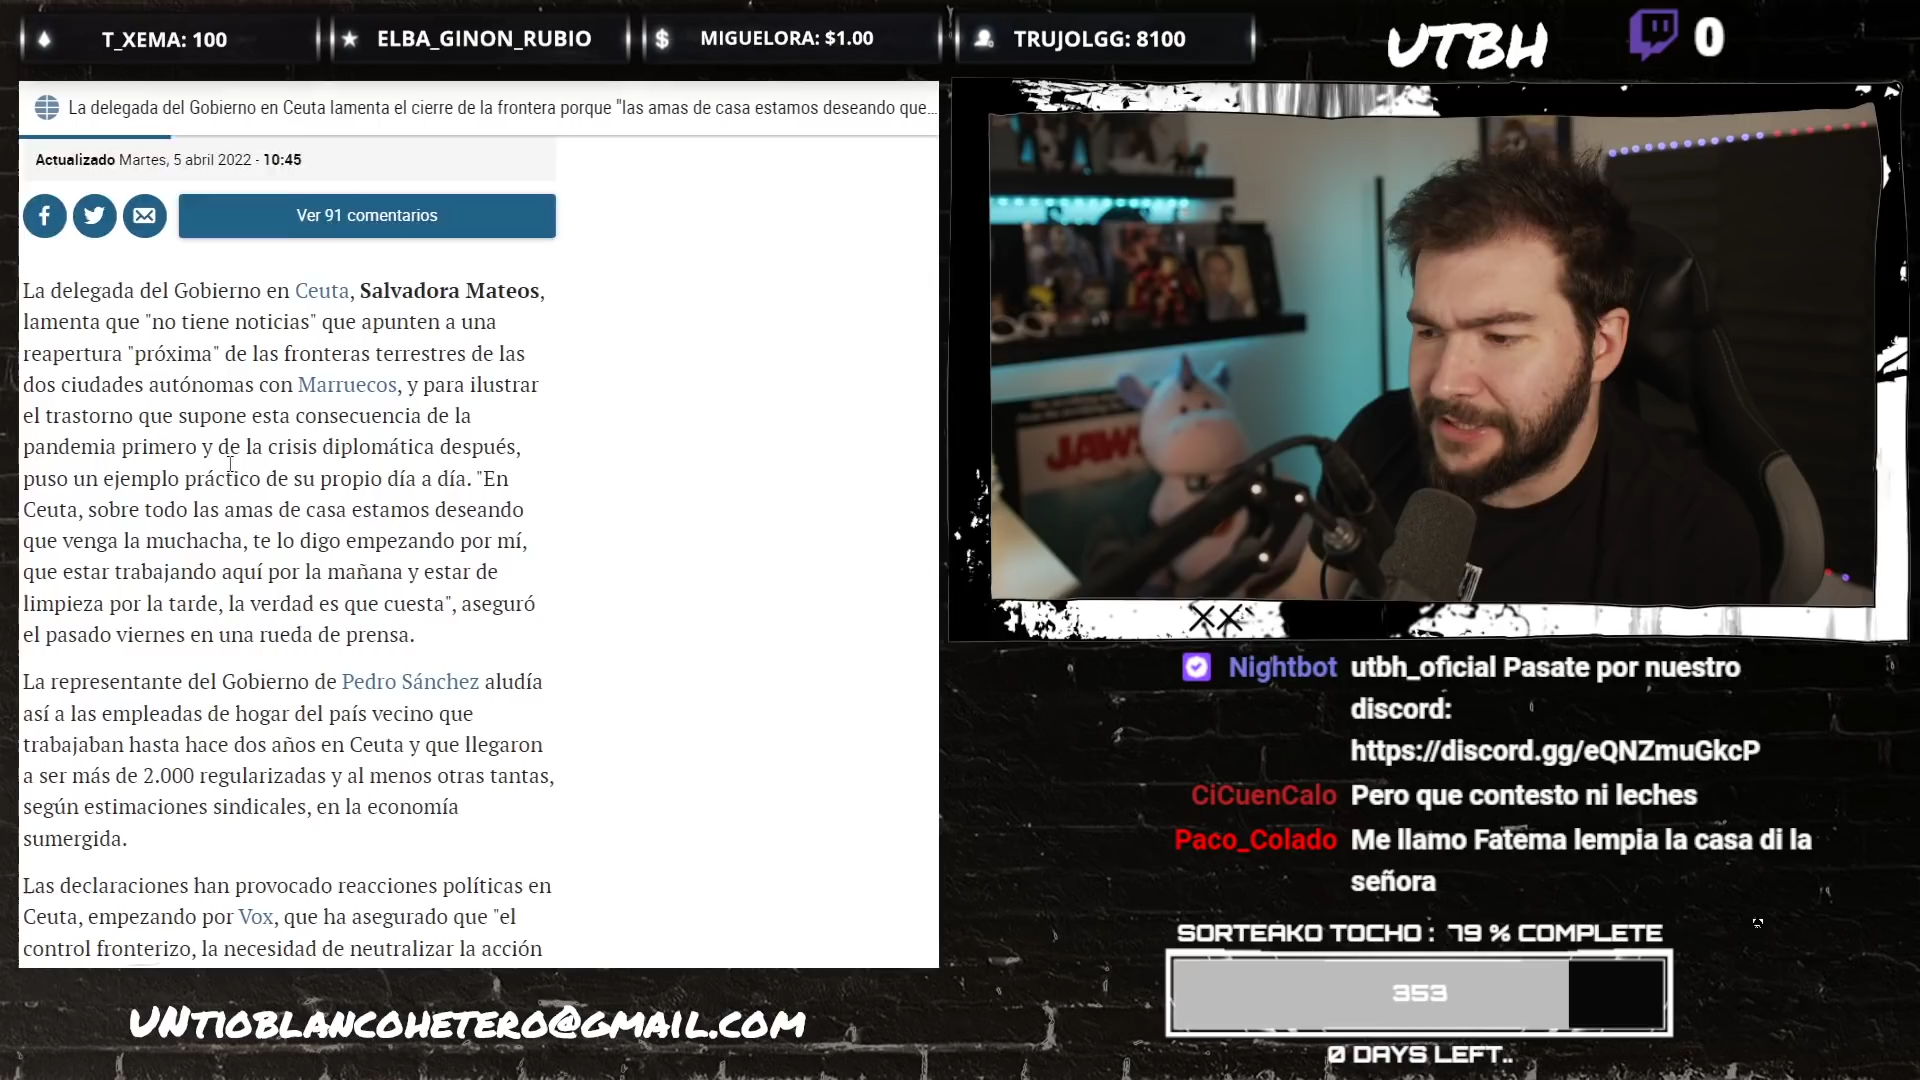 T_XEMA: 100
ELBA_GINON_RUBIO
$ MIGUELORA: $1.00
TRUJOLGG: 8100
UTBH
0
La delegada del Gobierno en Ceuta lamenta el cierre de la frontera porque "las amas de casa estamos deseando que...
Actualizado Martes, 5 abril 2022 - 10:45
Ver 91 comentarios
La delegada del Gobierno en Ceuta, Salvadora Mateos,
lamenta que "no tiene noticias" que apunten a una
reapertura "próxima" de las fronteras terrestres de las
dos ciudades autónomas con Marruecos, y para ilustrar
el trastorno que supone esta consecuencia de la
pandemia primero y de la crisis diplomática después,
puso un ejemplo práctico de su propio día a día. "En
Ceuta, sobre todo las amas de casa estamos deseando
que venga la muchacha, te lo digo empezando por mí,
que estar trabajando aquí por la mañana y estar de
limpieza por la tarde, la verdad es que cuesta", aseguró
el pasado viernes en una rueda de prensa.
La representante del Gobierno de Pedro Sánchez aludía
así a las empleadas de hogar del país vecino que
trabajaban hasta hace dos años en Ceuta y que llegaron
a ser más de 2.000 regularizadas y al menos otras tantas,
según estimaciones sindicales, en la economía
sumergida.
Las declaraciones han provocado reacciones políticas en
Ceuta, empezando por Vox, que ha asegurado que "el
control fronterizo, la necesidad de neutralizar la acción
JAWS
Nightbot utbh_oficial Pasate por nuestro
discord:
https://discord.gg/eQNZmuGkcP
CiCuenCalo Pero que contesto ni leches
Paco_Colado Me llamo Fatema lempia la casa di la
señora
SORTEAKO TOCHO : 79 % COMPLETE
353
0 DAYS LEFT..
UNtioblancohetero@gmail.com